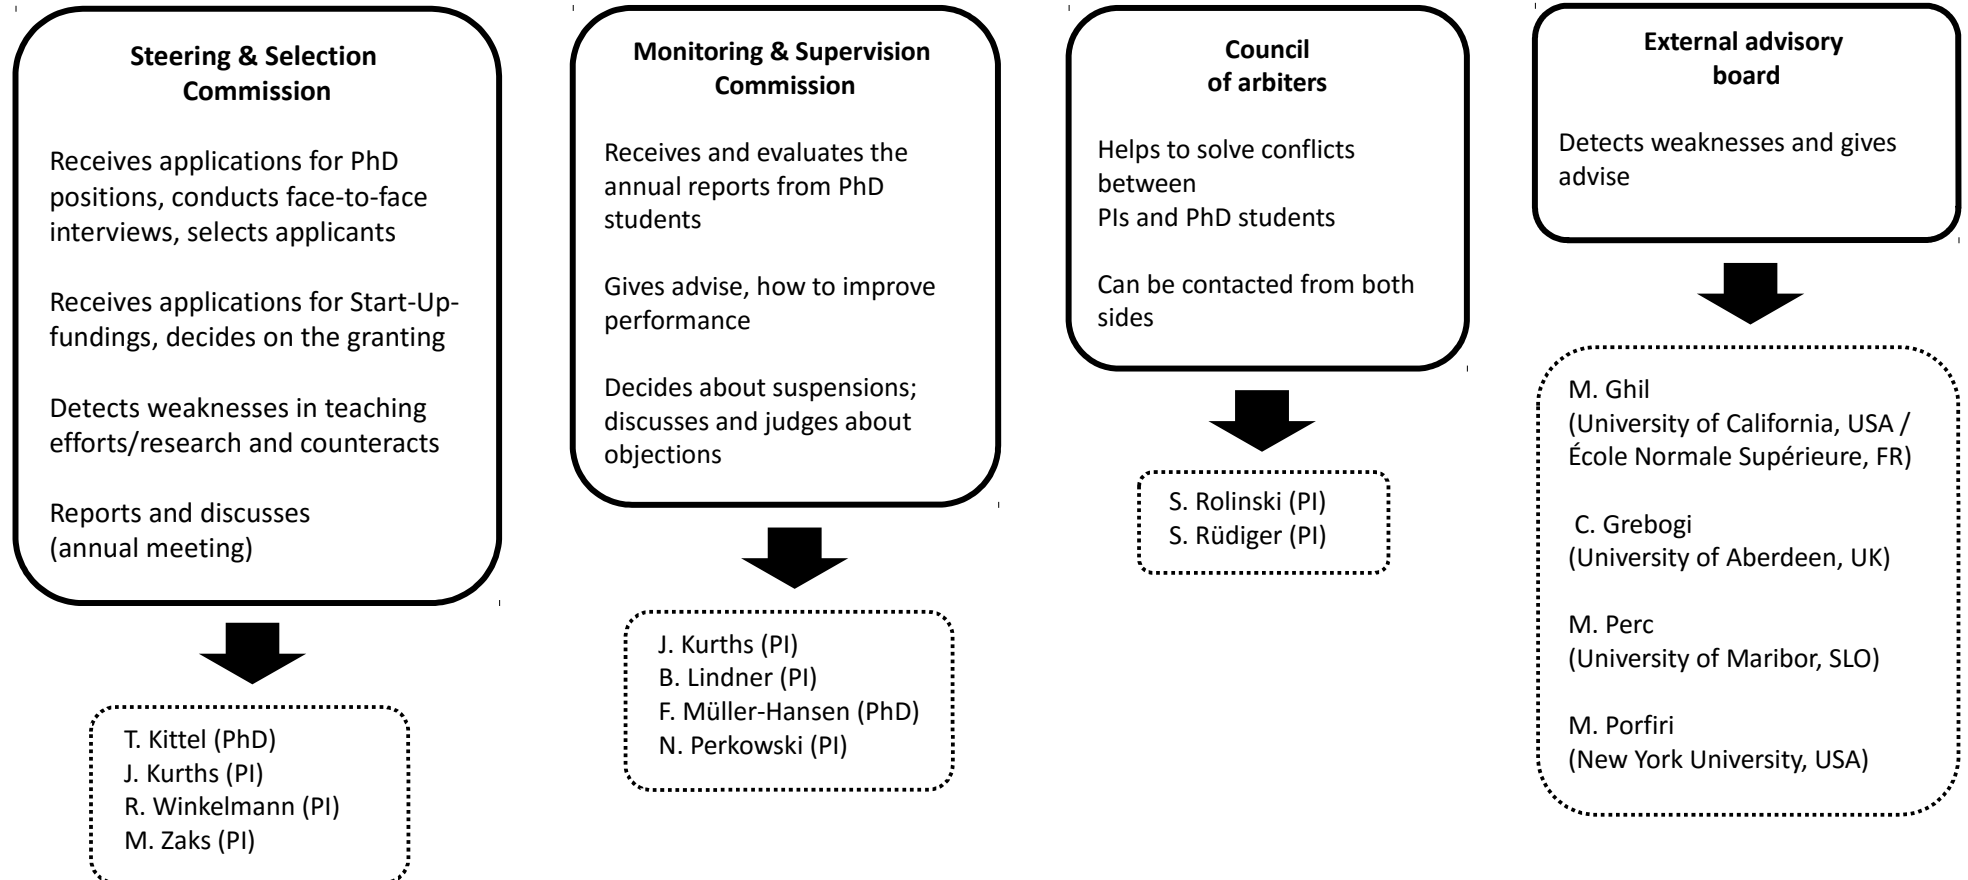 Steering & Selection
Commission
Receives applications for PhD
positions, conducts face-to-face
interviews, selects applicants
Receives applications for Start-Up-
fundings, decides on the granting
Detects weaknesses in teaching
efforts/research and counteracts
Reports and discusses
(annual meeting)
T. Kittel (PhD)
J. Kurths (PI)
R. Winkelmann (PI)
M. Zaks (PI)
Monitoring & Supervision
Commission
Receives and evaluates the
annual reports from PhD
students
Gives advise, how to improve
performance
Decides about suspensions;
discusses and judges about
objections
J. Kurths (PI)
B. Lindner (PI)
F. Müller-Hansen (PhD)
N. Perkowski (PI)
Council
of arbiters
Helps to solve conflicts
between
PIs and PhD students
Can be contacted from both
sides
S. Rolinski (PI)
S. Rüdiger (PI)
External advisory
board
Detects weaknesses and gives
advise
M. Ghil
(University of California, USA /
École Normale Supérieure, FR)
C. Grebogi
(University of Aberdeen, UK)
M. Perc
(University of Maribor, SLO)
M. Porfiri
(New York University, USA)